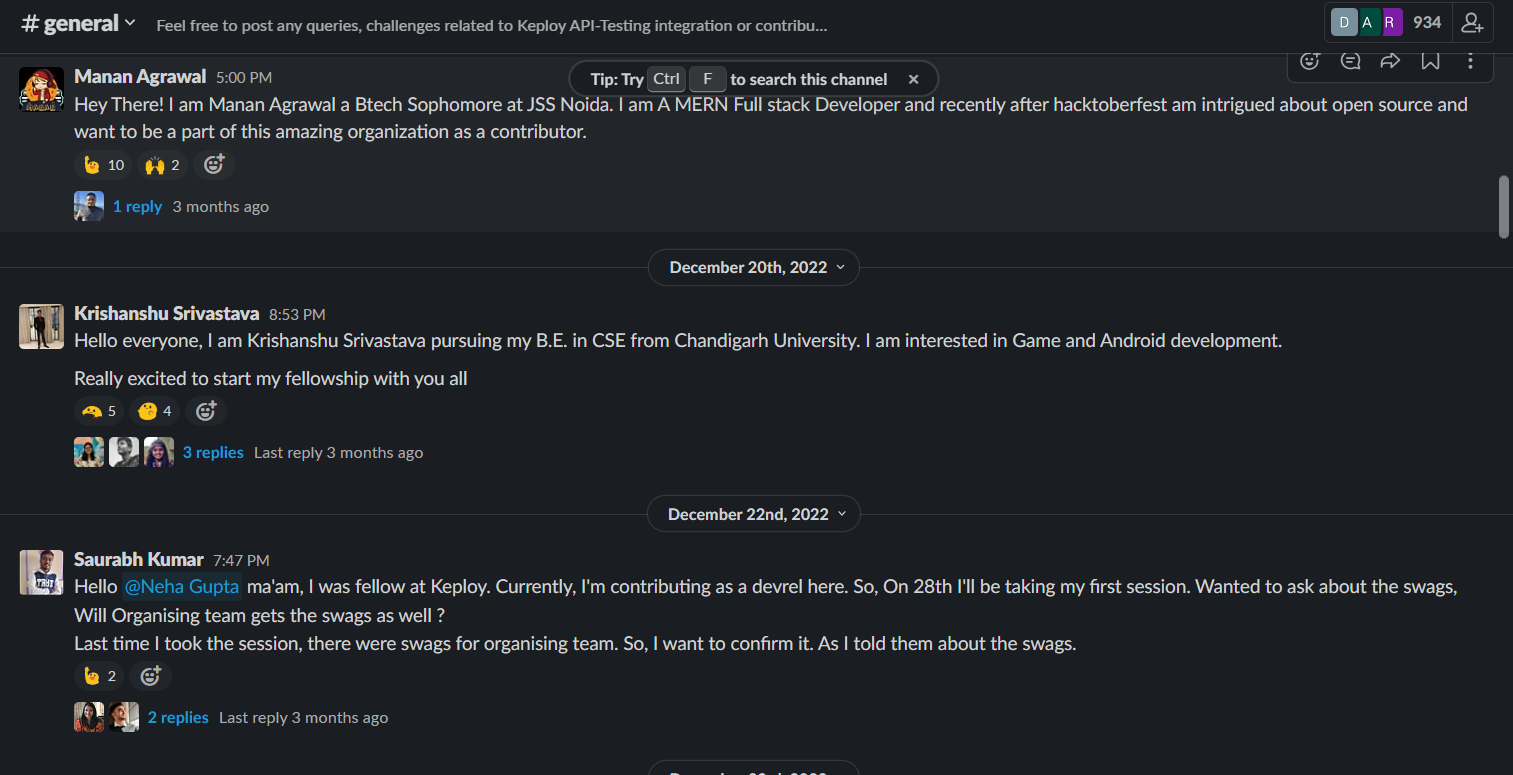 # general
Feel free to post any queries, challenges related to Keploy API-Testing integration or contribu...
D A R 934
Manan Agrawal 5:00 PM
Tip: Try Ctrl F to search this channel ×
Hey There! I am Manan Agrawal a Btech Sophomore at JSS Noida. I am A MERN Full stack Developer and recently after hacktoberfest am intrigued about open source and
want to be a part of this amazing organization as a contributor.
10 2
1 reply 3 months ago
December 20th, 2022
Krishanshu Srivastava 8:53 PM
Hello everyone, I am Krishanshu Srivastava pursuing my B.E. in CSE from Chandigarh University. I am interested in Game and Android development.
Really excited to start my fellowship with you all
5 4
3 replies Last reply 3 months ago
December 22nd, 2022
Saurabh Kumar 7:47 PM
Hello @Neha Gupta ma'am, I was fellow at Keploy. Currently, I'm contributing as a devrel here. So, On 28th I'll be taking my first session. Wanted to ask about the swags,
Will Organising team gets the swags as well ?
Last time I took the session, there were swags for organising team. So, I want to confirm it. As I told them about the swags.
2
2 replies Last reply 3 months ago